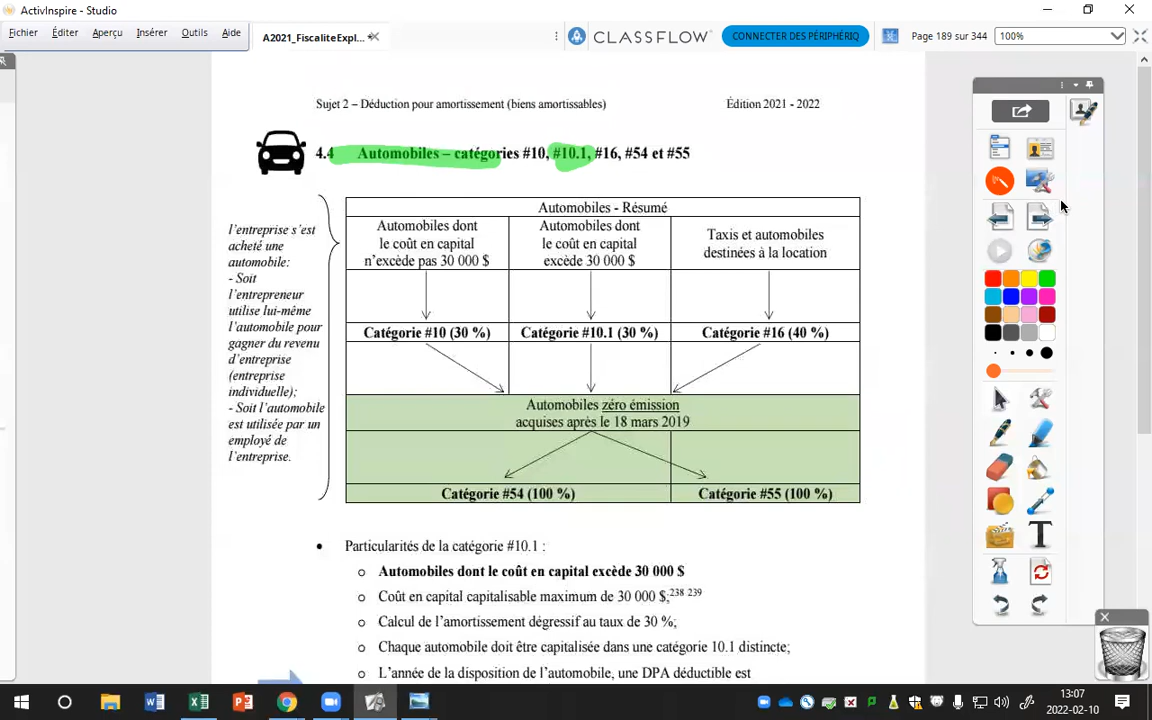 ActivInspire - Studio
Fichier Éditer Aperçu Insérer Outils Aide
A2021_FiscaliteExpl...
CLASSFLOW™
CONNECTER DES PÉRIPHÉRIQ
Page 189 sur 344
100%
Sujet 2 – Déduction pour amortissement (biens amortissables)
Édition 2021 - 2022
4.4 Automobiles – catégories #10, #10.1, #16, #54 et #55
l'entreprise s'est
acheté une
automobile:
- Soit
l'entrepreneur
utilise lui-même
l'automobile pour
gagner du revenu
d'entreprise
(entreprise
individuelle);
- Soit l'automobile
est utilisée par un
employé de
l'entreprise.
Automobiles - Résumé
Automobiles dont
le coût en capital
n'excède pas 30 000 $
Automobiles dont
le coût en capital
excède 30 000 $
Taxis et automobiles
destinées à la location
Catégorie #10 (30 %)
Catégorie #10.1 (30 %)
Catégorie #16 (40 %)
Automobiles zéro émission
acquises après le 18 mars 2019
Catégorie #54 (100 %)
Catégorie #55 (100 %)
• Particularités de la catégorie #10.1 :
o Automobiles dont le coût en capital excède 30 000 $
o Coût en capital capitalisable maximum de 30 000 $;238 239
o Calcul de l'amortissement dégressif au taux de 30 %;
o Chaque automobile doit être capitalisée dans une catégorie 10.1 distincte;
o L'année de la disposition de l'automobile, une DPA déductible est
13:07
2022-02-10